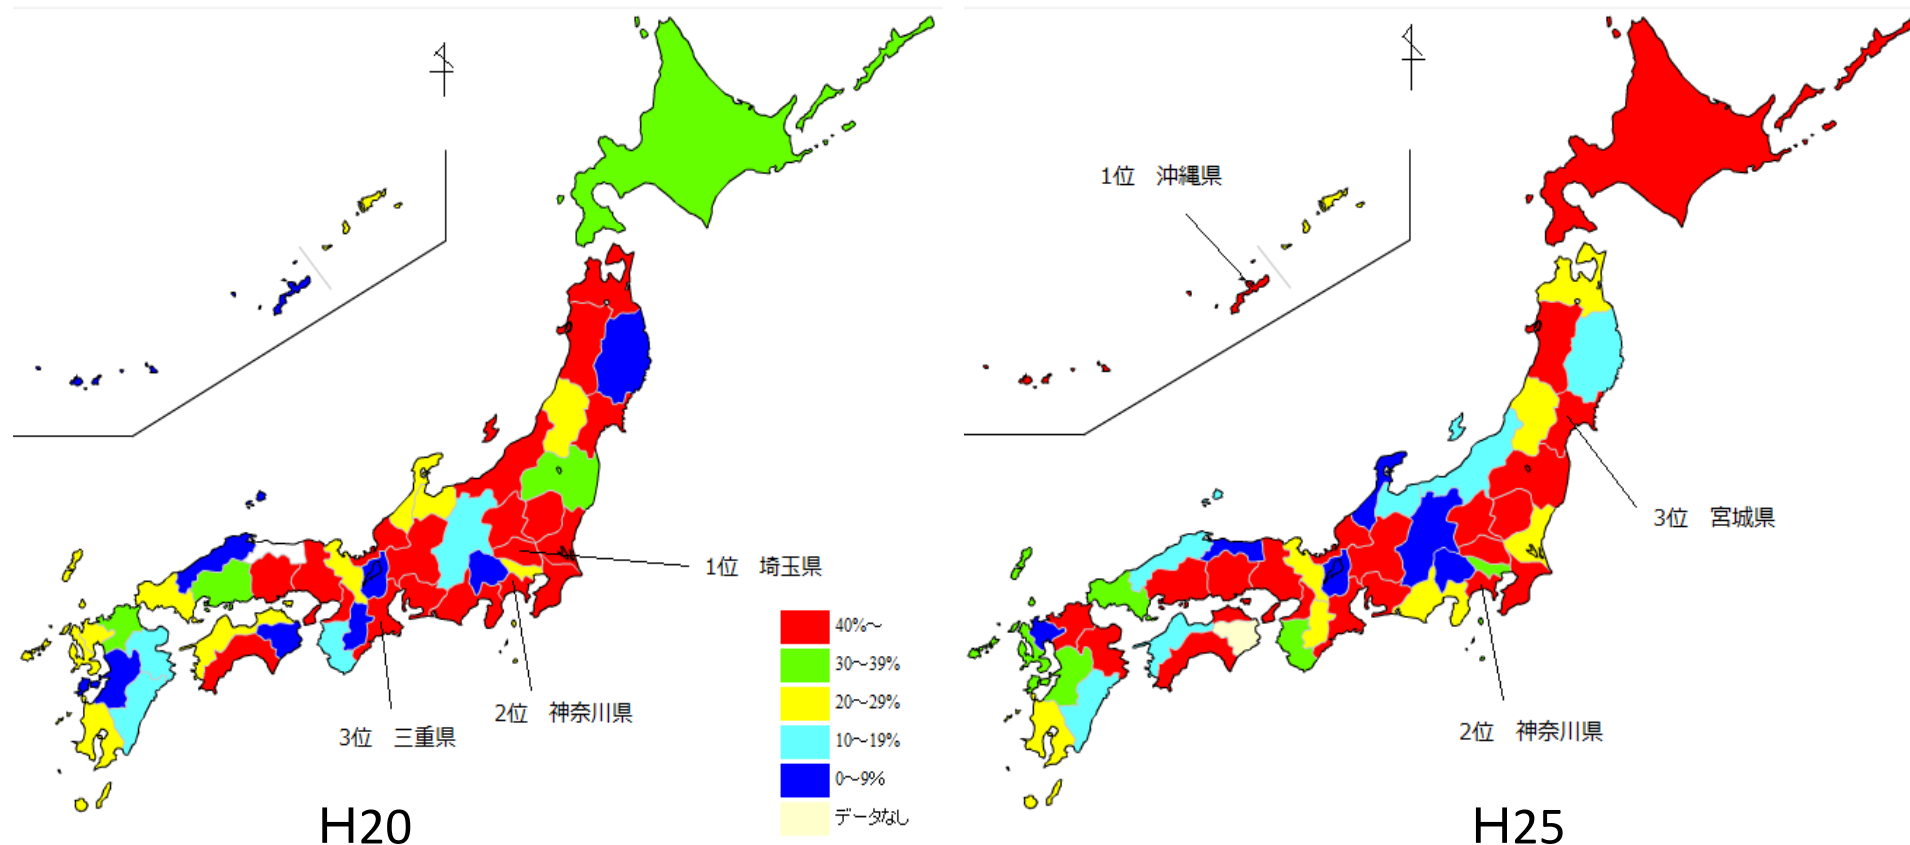 1位 埼玉県
2位 神奈川県
3位 三重県
40%～
30～39%
20～29%
10～19%
0～9%
データなし
H20
1位 沖縄県
3位 宮城県
2位 神奈川県
H25